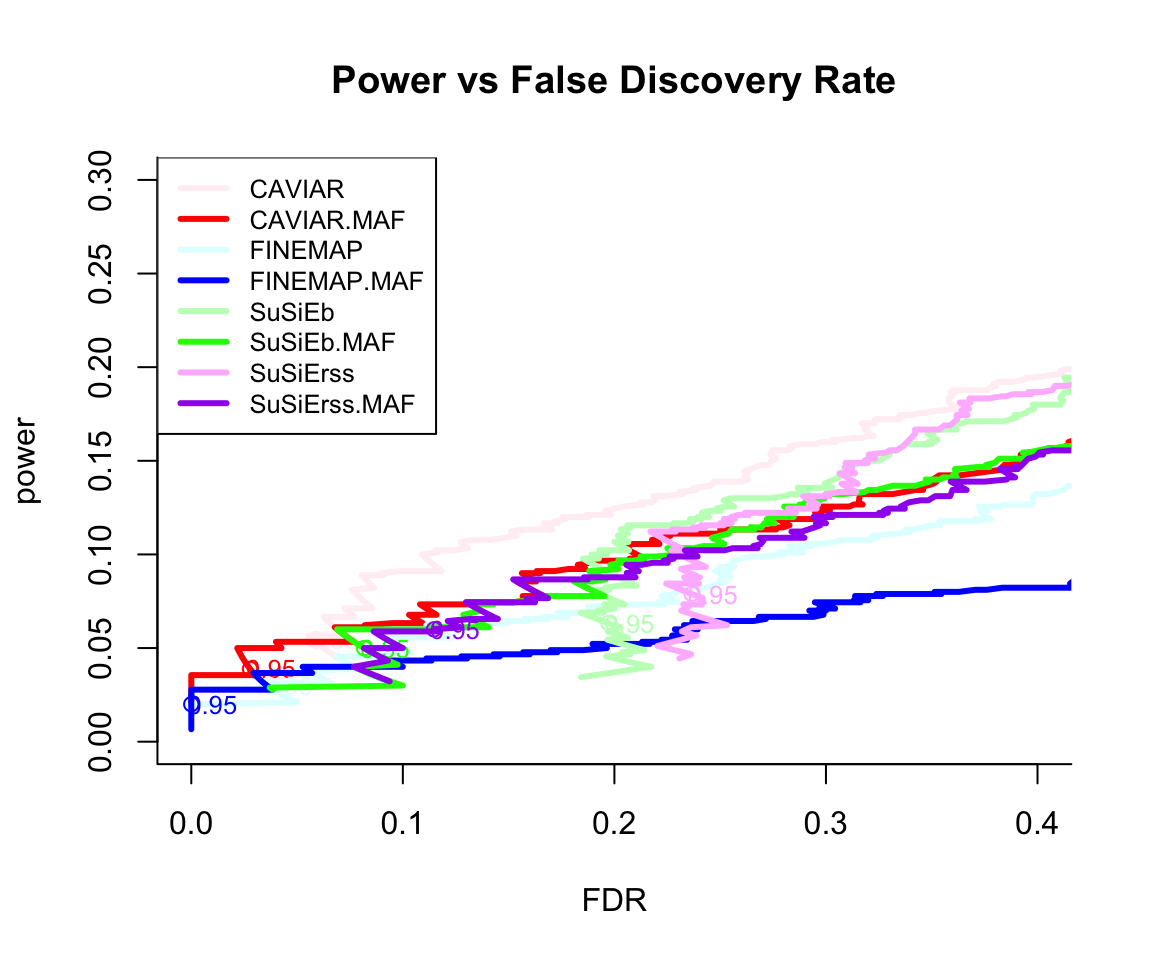 Power vs False Discovery Rate
power
0.30
0.25
0.20
0.15
0.10
0.05
0.00
CAVIAR
CAVIAR.MAF
FINEMAP
FINEMAP.MAF
SuSiEb
SuSiEb.MAF
SuSiErss
SuSiErss.MAF
0.95
0.95
0.95
0.95
0.95
0.95
0.0 0.1 0.2 0.3 0.4
FDR